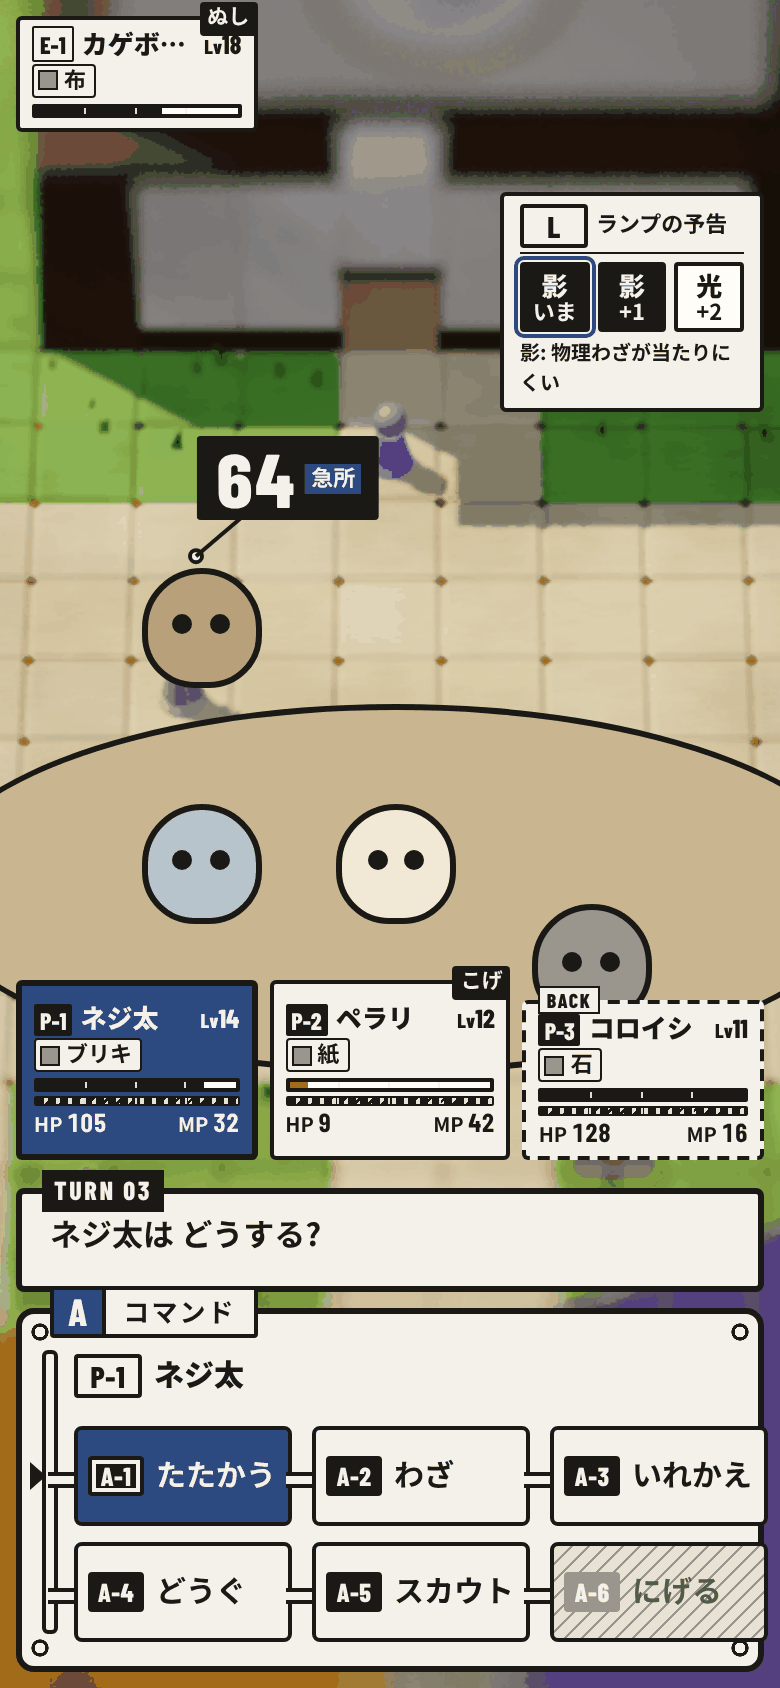 ぬし
E-1 カゲボ… Lv18
布
L ランプの予告
影 影 光
いま +1 +2
影: 物理わざが当たりに
くい
64 急所
こげ
BACK
P-1 ネジ太 Lv14
ブリキ
HP 105 MP 32
P-2 ペラリ Lv12
紙
HP 9 MP 42
P-3 コロイシ Lv11
石
HP 128 MP 16
TURN 03
ネジ太は どうする?
A コマンド
P-1 ネジ太
A-1 たたかう
A-2 わざ
A-3 いれかえ
A-4 どうぐ
A-5 スカウト
A-6 にげる